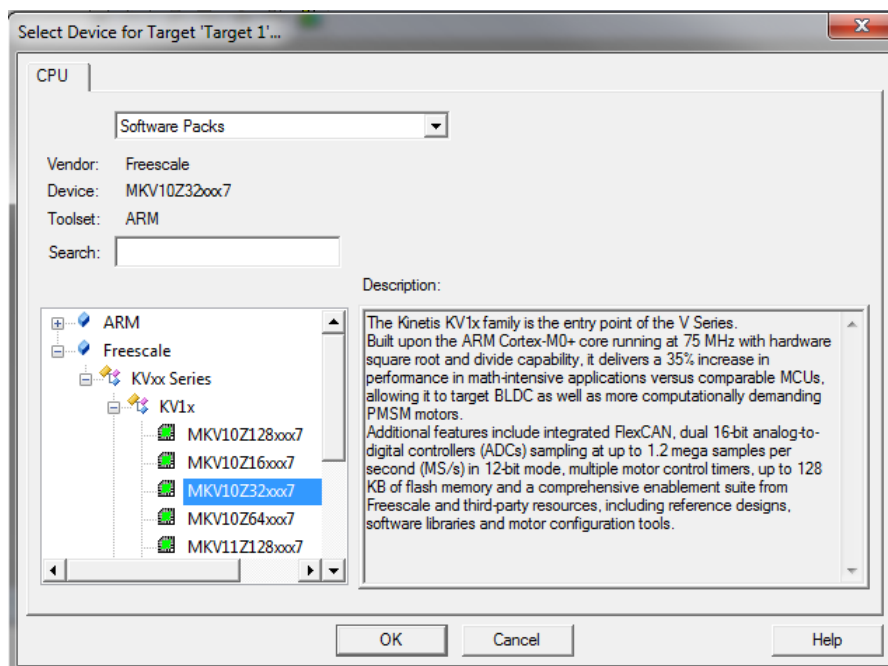 Select Device for Target 'Target 1'...
CPU
Software Packs
Vendor: Freescale
Device: MKV10Z32xxx7
Toolset: ARM
Search:
Description:
ARM
Freescale
KVxx Series
KV1x
MKV10Z128xxx7
MKV10Z16xxx7
MKV10Z32xxx7
MKV10Z64xxx7
MKV11Z128xxx7
The Kinetis KV1x family is the entry point of the V Series.
Built upon the ARM Cortex-M0+ core running at 75 MHz with hardware
square root and divide capability, it delivers a 35% increase in
performance in math-intensive applications versus comparable MCUs,
allowing it to target BLDC as well as more computationally demanding
PMSM motors.
Additional features include integrated FlexCAN, dual 16-bit analog-to-
digital controllers (ADCs) sampling at up to 1.2 mega samples per
second (MS/s) in 12-bit mode, multiple motor control timers, up to 128
KB of flash memory and a comprehensive enablement suite from
Freescale and third-party resources, including reference designs,
software libraries and motor configuration tools.
OK
Cancel
Help